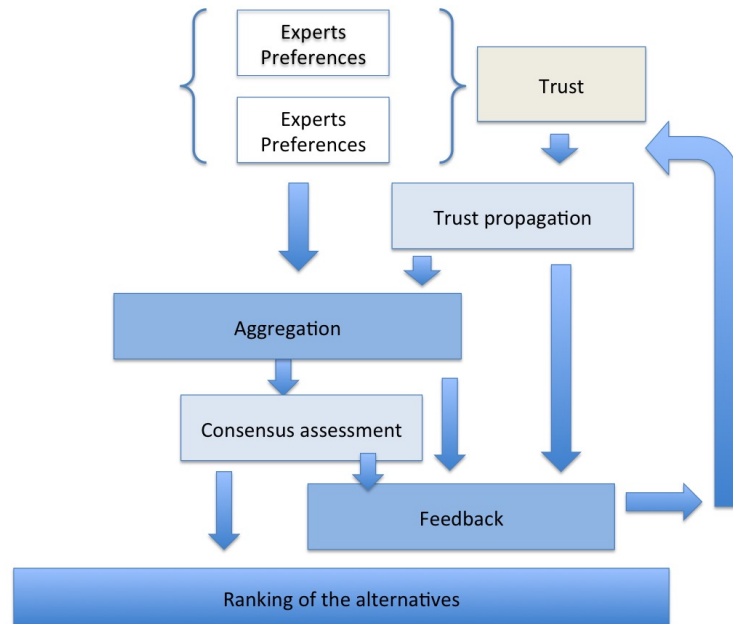 Experts
Preferences
Trust
Experts
Preferences
Trust propagation
Aggregation
Consensus assessment
Feedback
Ranking of the alternatives